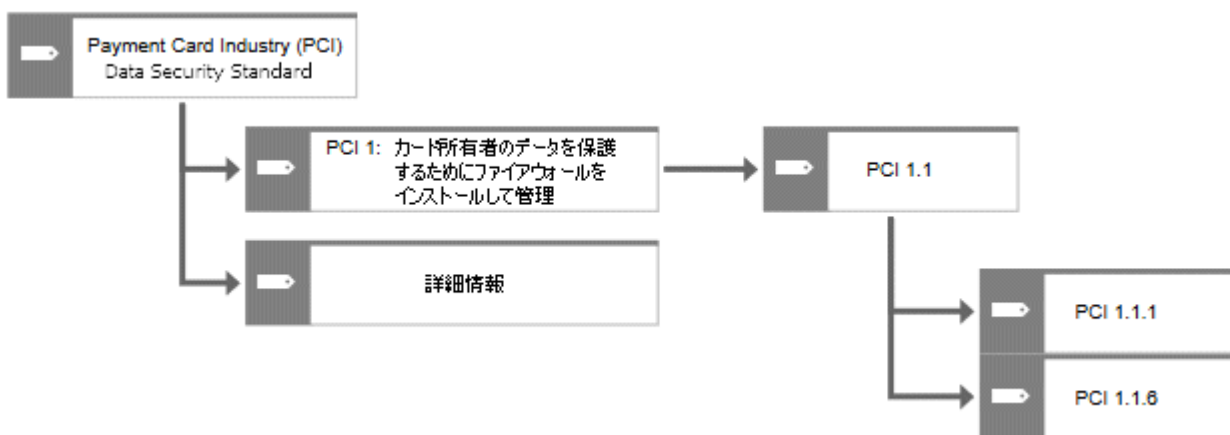 Payment Card Industry (PCI)
Data Security Standard
PCI 1: カード所有者のデータを保護
するためにファイアウォールを
インストールして管理
PCI 1.1
詳細情報
PCI 1.1.1
PCI 1.1.6